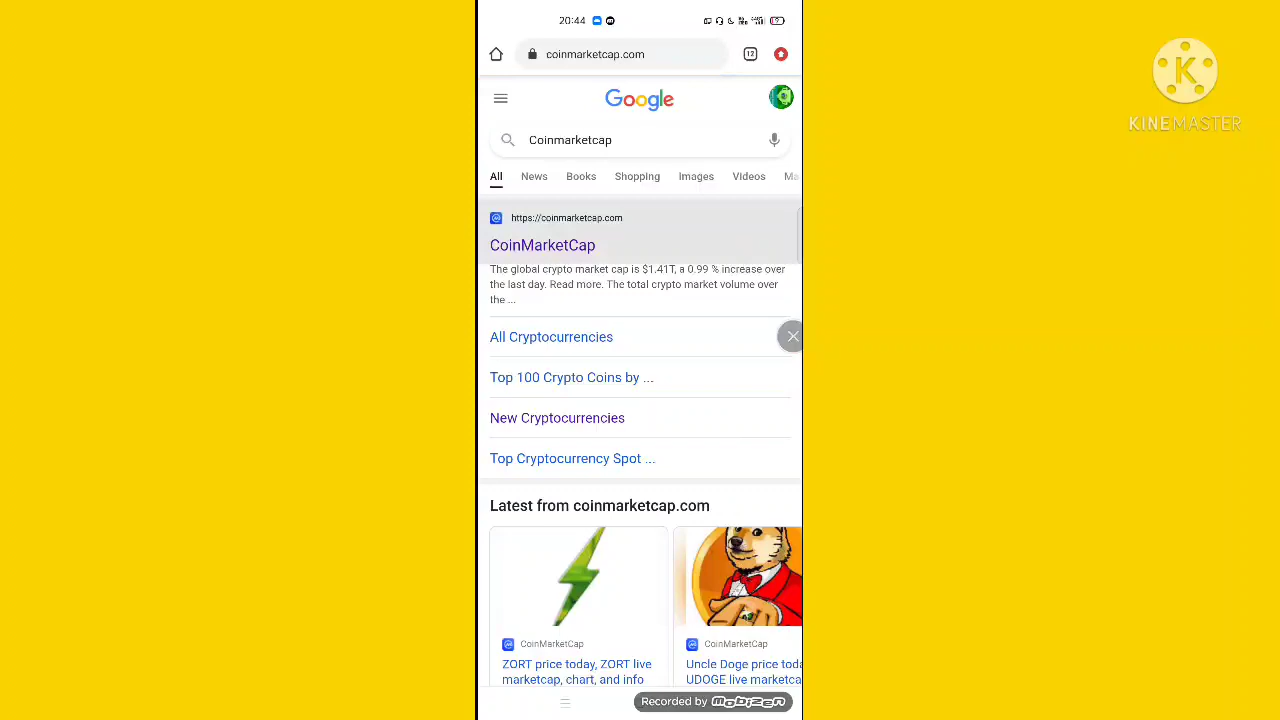 20:44
coinmarketcap.com
12
Google
Coinmarketcap
All News Books Shopping Images Videos Ma
https://coinmarketcap.com
CoinMarketCap
The global crypto market cap is $1.41T, a 0.99 % increase over
the last day. Read more. The total crypto market volume over
the ...
All Cryptocurrencies
Top 100 Crypto Coins by ...
New Cryptocurrencies
Top Cryptocurrency Spot ...
Latest from coinmarketcap.com
CoinMarketCap
ZORT price today, ZORT live
marketcap, chart, and info
CoinMarketCap
Uncle Doge price toda
UDOGE live marketca
Recorded by MOBIZEN
K
KINEMASTER